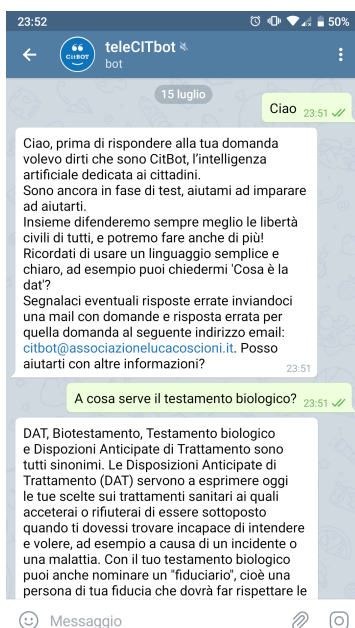 23:52
50%
CitBOT
teleCITbot
bot
15 luglio
Ciao 23:51
Ciao, prima di rispondere alla tua domanda
volevo dirti che sono CitBot, l'intelligenza
artificiale dedicata ai cittadini.
Sono ancora in fase di test, aiutami ad imparare
ad aiutarti.
Insieme difenderemo sempre meglio le libertà
civili di tutti, e potremo fare anche di più!
Ricordati di usare un linguaggio semplice e
chiaro, ad esempio puoi chiedermi 'Cosa è la
dat'?
Segnalaci eventuali risposte errate inviandoci
una mail con domande e risposta errata per
quella domanda al seguente indirizzo email:
citbot@associazionelucacoscioni.it. Posso
aiutarti con altre informazioni?
23:51
A cosa serve il testamento biologico? 23:51
DAT, Biotestamento, Testamento biologico
e Dispozioni Anticipate di Trattamento sono
tutti sinonimi. Le Disposizioni Anticipate di
Trattamento (DAT) servono a esprimere oggi
le tue scelte sui trattamenti sanitari ai quali
accetterai o rifiuterai di essere sottoposto
quando ti dovessi trovare incapace di intendere
e volere, ad esempio a causa di un incidente o
una malattia. Con il tuo testamento biologico
puoi anche nominare un "fiduciario", cioè una
persona di tua fiducia che dovrà far rispettare le
Messaggio